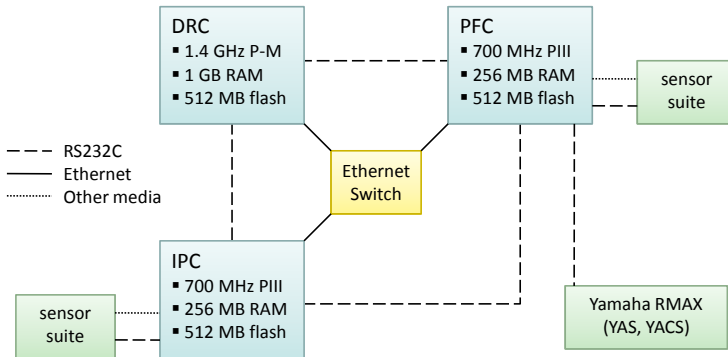 DRC
▪ 1.4 GHz P-M
▪ 1 GB RAM
▪ 512 MB flash
PFC
▪ 700 MHz PIII
▪ 256 MB RAM
▪ 512 MB flash
sensor
suite
RS232C
Ethernet
Other media
Ethernet
Switch
IPC
▪ 700 MHz PIII
▪ 256 MB RAM
▪ 512 MB flash
sensor
suite
Yamaha RMAX
(YAS, YACS)